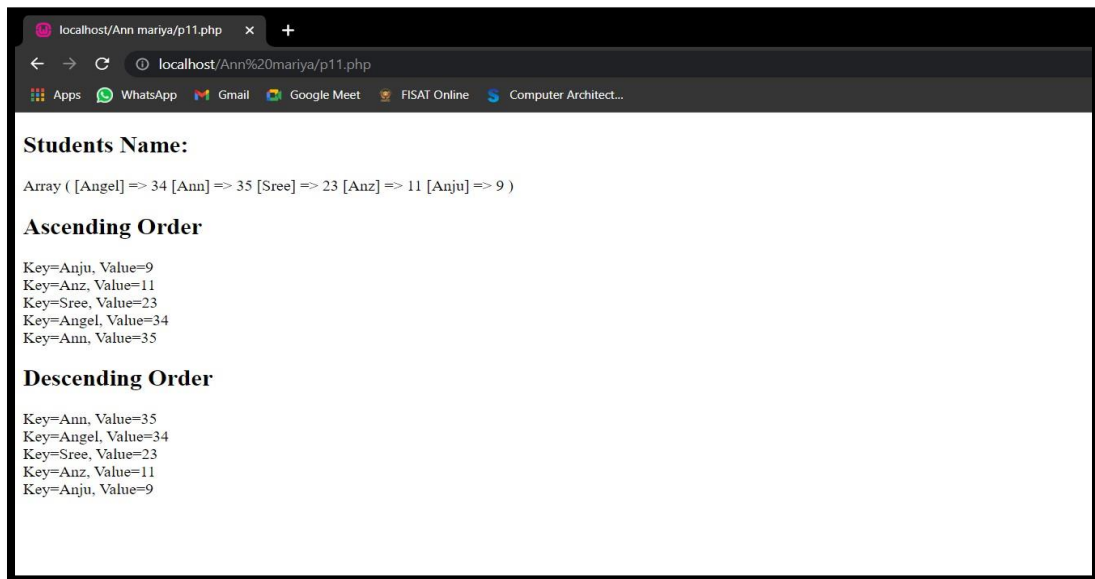 localhost/Ann mariya/p11.php
localhost/Ann%20mariya/p11.php
Apps WhatsApp Gmail Google Meet FISAT Online Computer Architect...
Students Name:
Array ( [Angel] => 34 [Ann] => 35 [Sree] => 23 [Anz] => 11 [Anju] => 9 )
Ascending Order
Key=Anju, Value=9
Key=Anz, Value=11
Key=Sree, Value=23
Key=Angel, Value=34
Key=Ann, Value=35
Descending Order
Key=Ann, Value=35
Key=Angel, Value=34
Key=Sree, Value=23
Key=Anz, Value=11
Key=Anju, Value=9